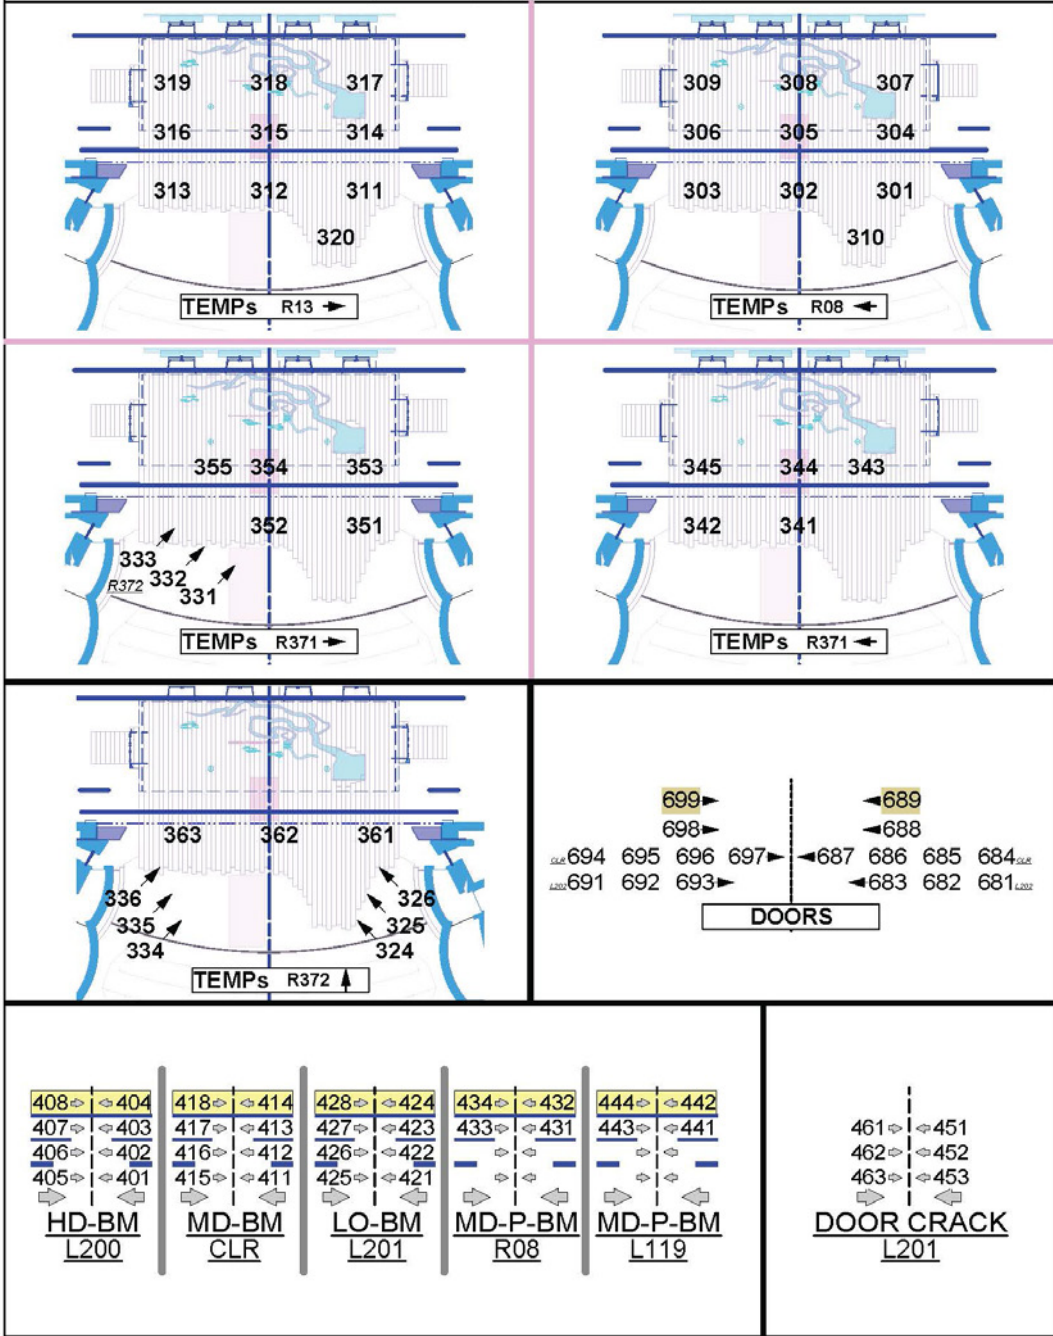 319 318 317
316 315 314
313 312 311
320
TEMPs R13
309 308 307
306 305 304
303 302 301
310
TEMPs R08
355 354 353
352 351
333
R372 332
331
TEMPs R371
345 344 343
342 341
TEMPs R371
363 362 361
336 326
335 325
334 324
TEMPs R372
699 689
698 688
CLR 694 695 696 697 687 686 685 684 CLR
L202 691 692 693 683 682 681 L202
DOORS
408 404
407 403
406 402
405 401
HD-BM
L200
418 414
417 413
416 412
415 411
MD-BM
CLR
428 424
427 423
426 422
425 421
LO-BM
L201
434 432
433 431
MD-P-BM
R08
444 442
443 441
MD-P-BM
L119
461 451
462 452
463 453
DOOR CRACK
L201